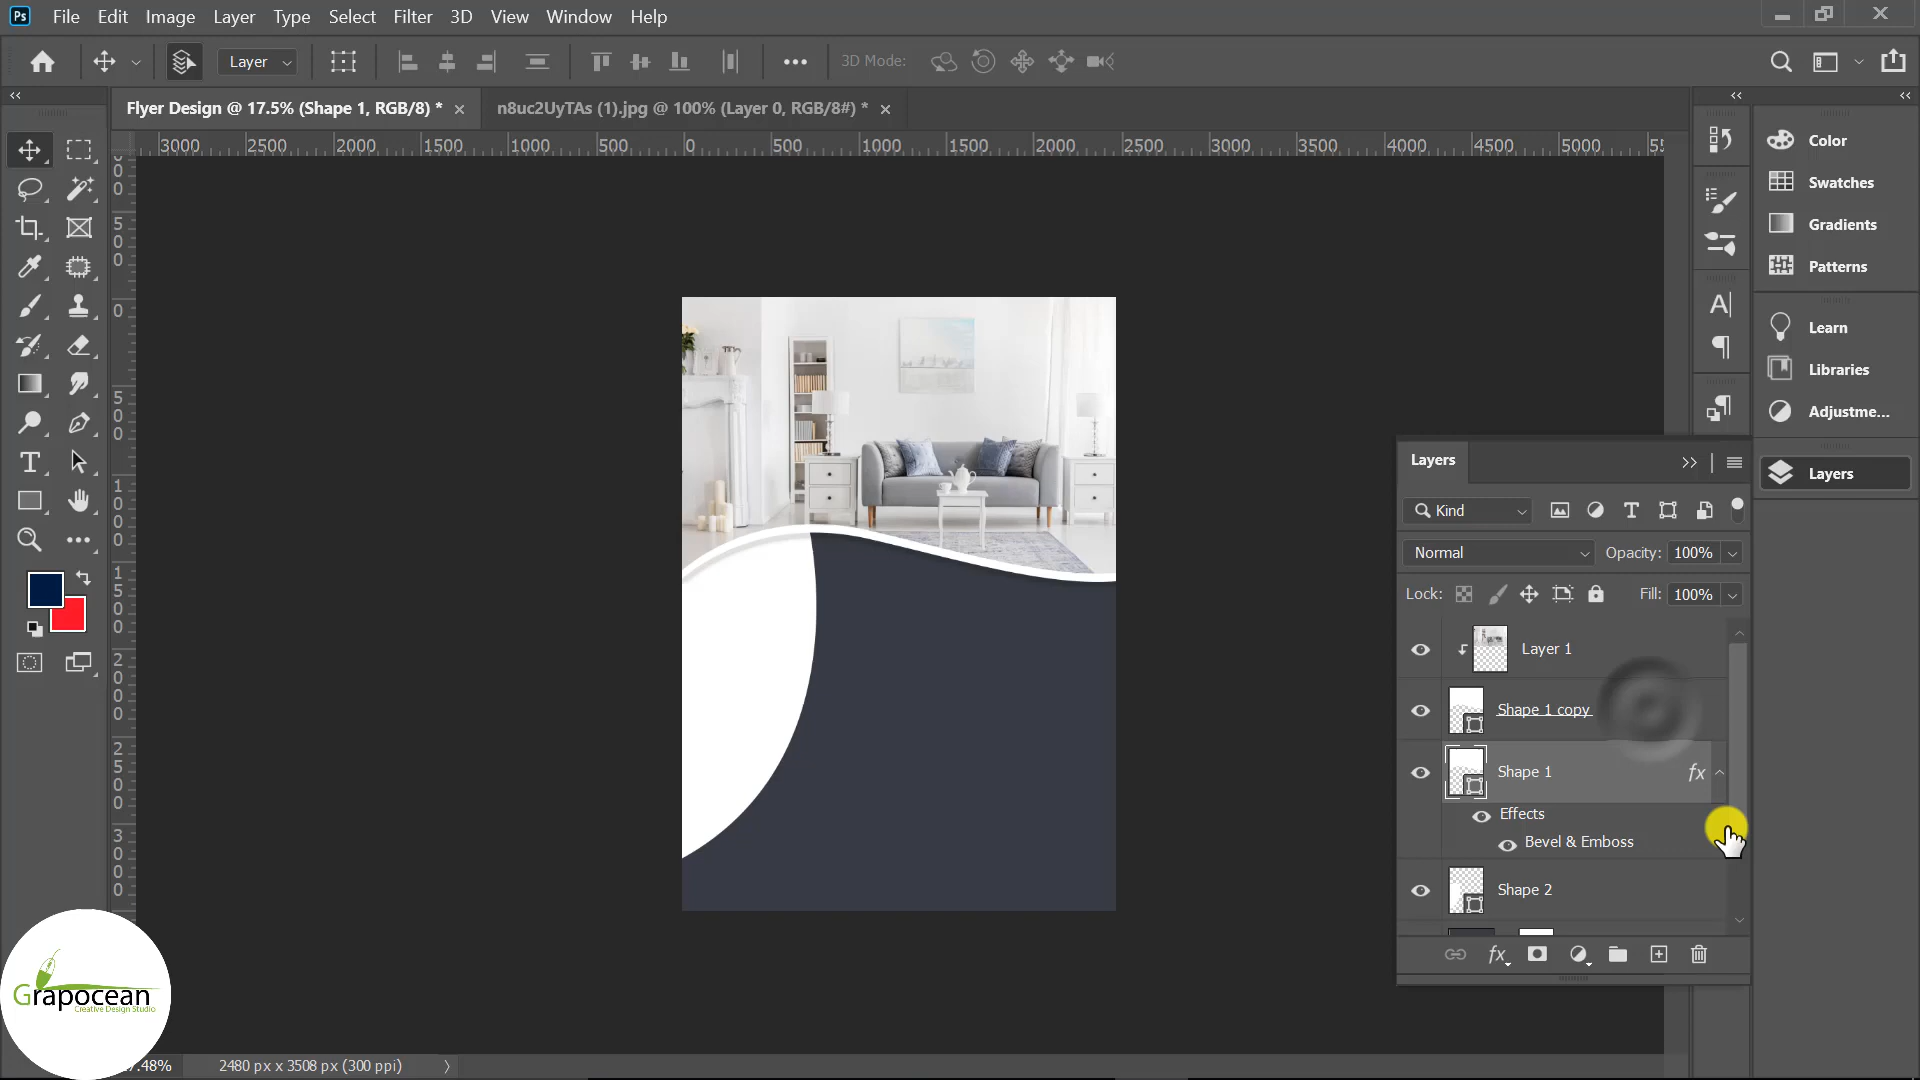 Ps File Edit Image Layer Type Select Filter 3D View Window Help
Layer 3D Mode:
Flyer Design @ 17.5% (Shape 1, RGB/8) * n8uc2UyTAs (1).jpg @ 100% (Layer 0, RGB/8#) *
3000 2500 2000 1500 1000 500 0 500 1000 1500 2000 2500 3000 3500 4000 4500 5000
Color
Swatches
Gradients
Patterns
Learn
Libraries
Adjustme...
Layers
Layers
Kind
Normal Opacity: 100%
Lock: Fill: 100%
Layer 1
Shape 1 copy
Shape 1 fx
Effects
Bevel & Emboss
Shape 2
fx
Grapocean
Creative Design Studio
7.48% 2480 px x 3508 px (300 ppi)